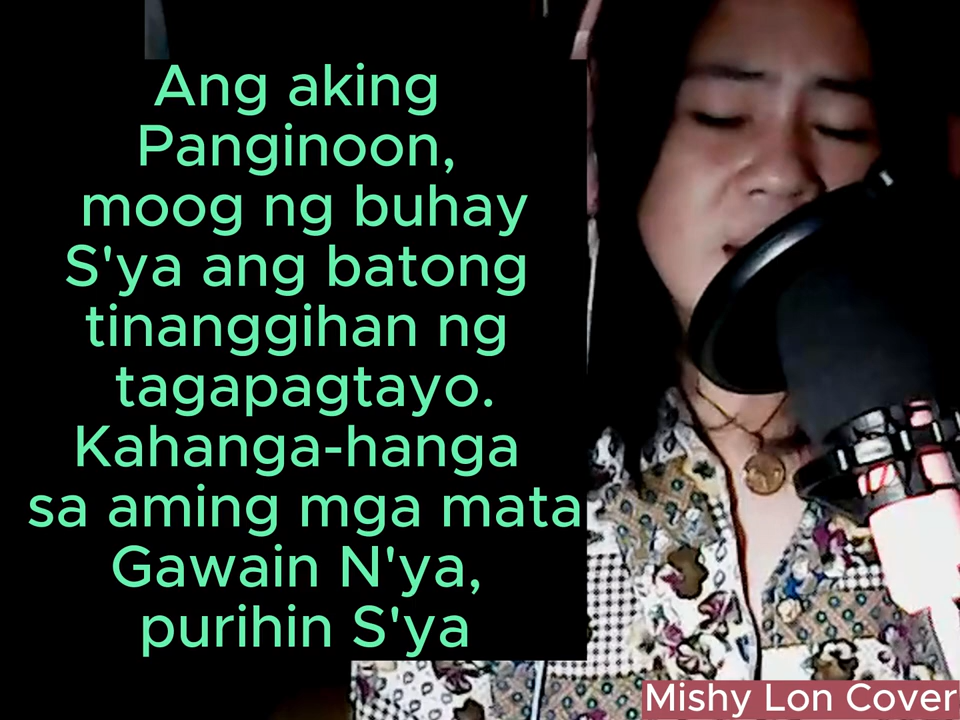 Ang aking
Panginoon,
moog ng buhay
S'ya ang batong
tinanggihan ng
tagapagtayo.
Kahanga-hanga
sa aming mga mata
Gawain N'ya,
purihin S'ya
Mishy Lon Cover